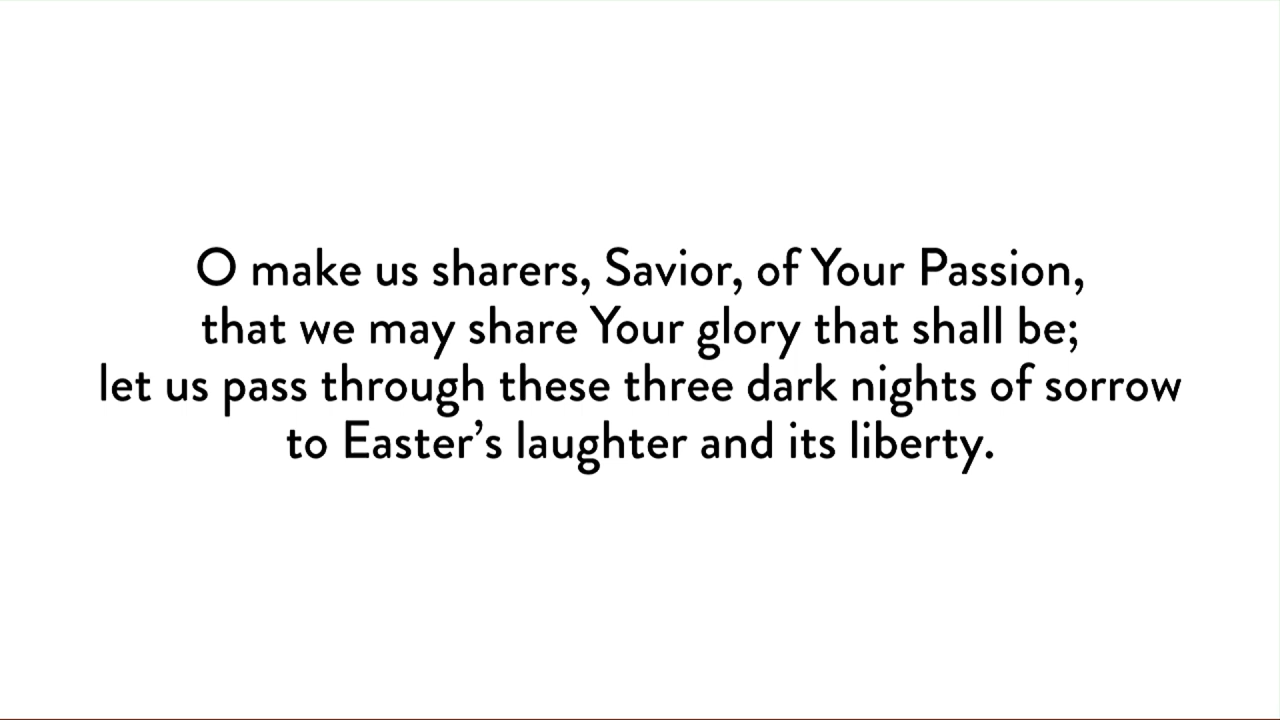 O make us sharers, Savior, of Your Passion,
that we may share Your glory that shall be;
let us pass through these three dark nights of sorrow
to Easter’s laughter and its liberty.